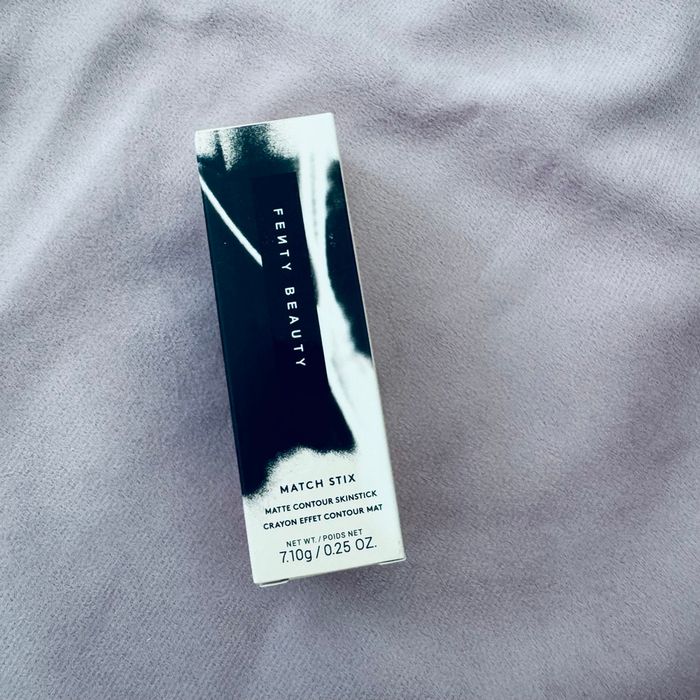 FEИTY BEAUTY
MATCH STIX
MATTE CONTOUR SKINSTICK
CRAYON EFFET CONTOUR MAT
NET WT. / POIDS NET
7.10g / 0.25 OZ.